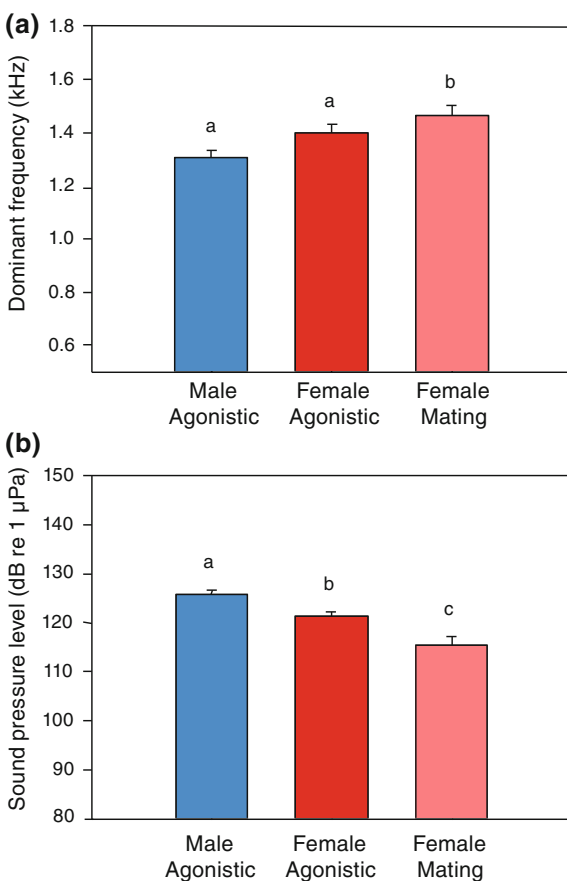 (a)
Dominant frequency (kHz)
1.8
1.6
1.4
1.2
1.0
0.8
0.6
a
a
b
Male
Agonistic
Female
Agonistic
Female
Mating
(b)
Sound pressure level (dB re 1 µPa)
150
140
130
120
110
100
90
80
a
b
c
Male
Agonistic
Female
Agonistic
Female
Mating